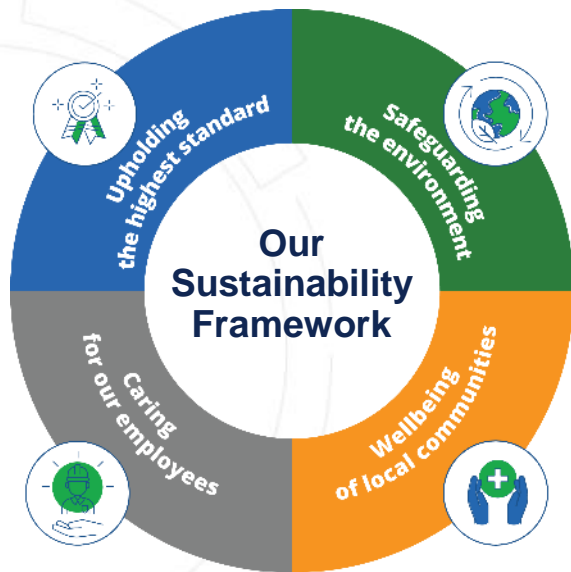 Upholding
the highest standard
Safeguarding
the environment
Our
Sustainability
Framework
Caring
for our employees
Wellbeing
of local communities